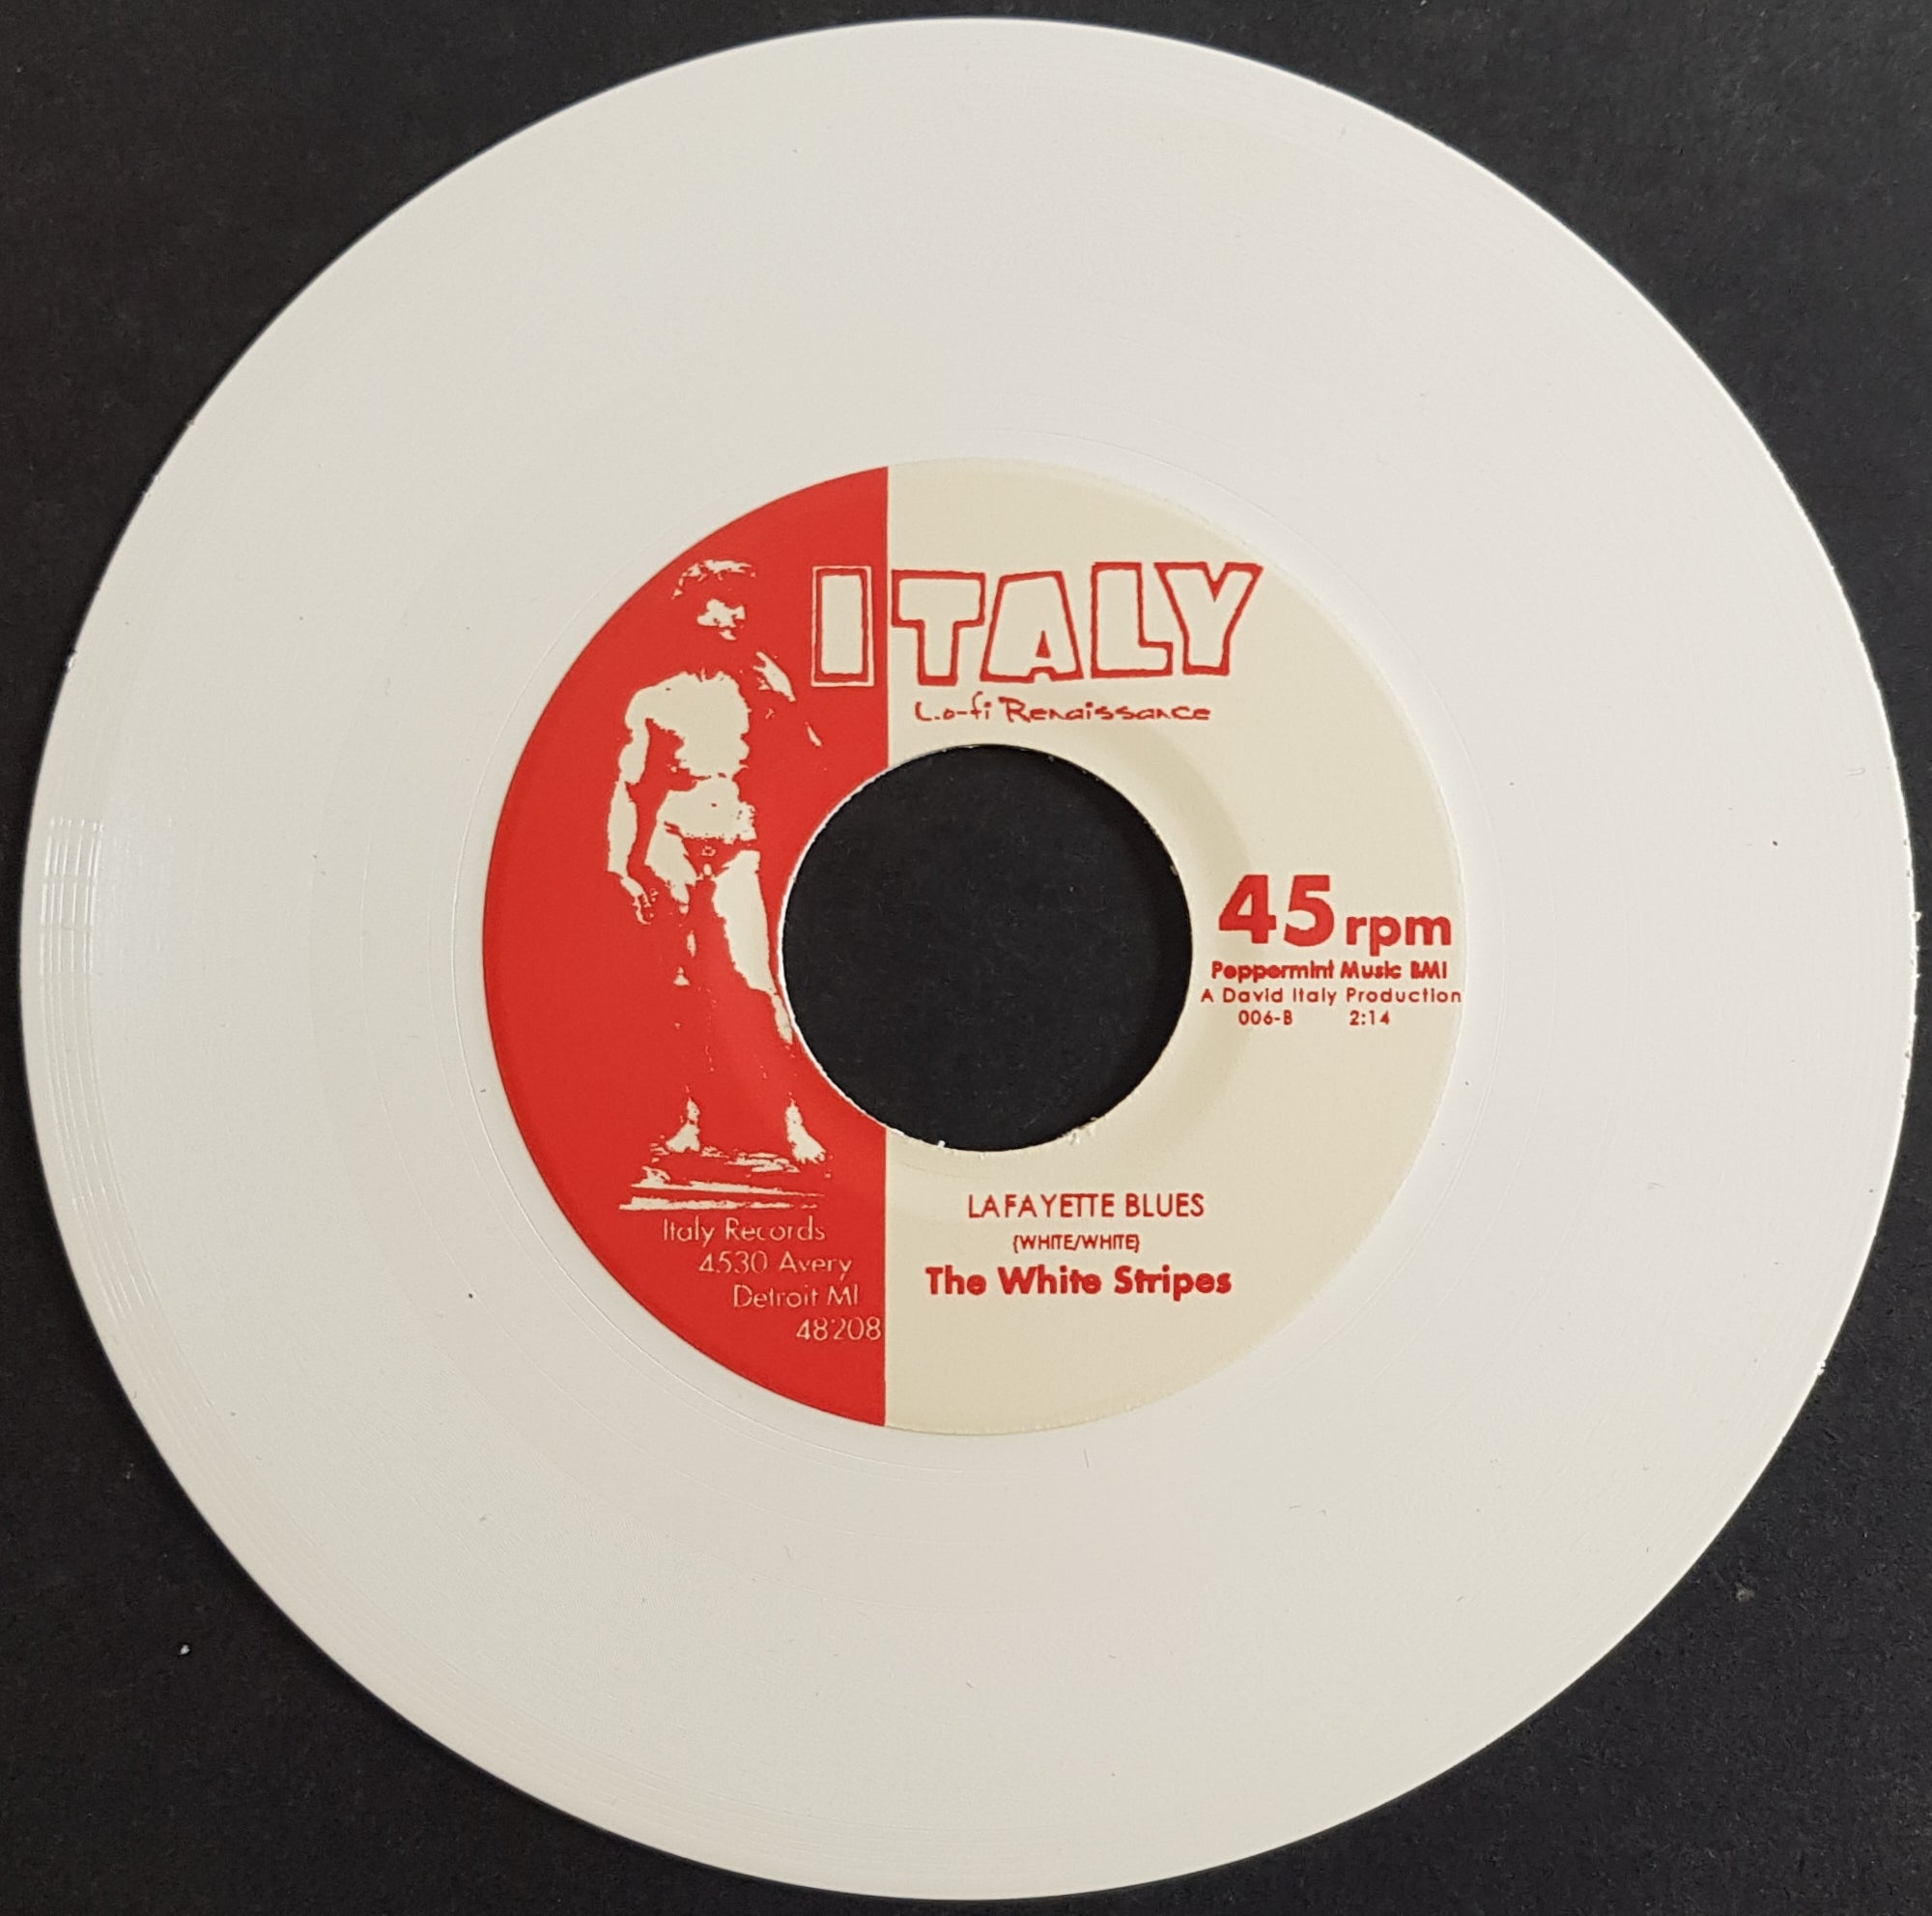 ITALY
Lo-fi Renaissance
45 rpm
Peppermint Music BMI
A David Italy Production
006-B 2:14
LAFAYETTE BLUES
(WHITE/WHITE)
The White Stripes
Italy Records
4530 Avery
Detroit MI
48208